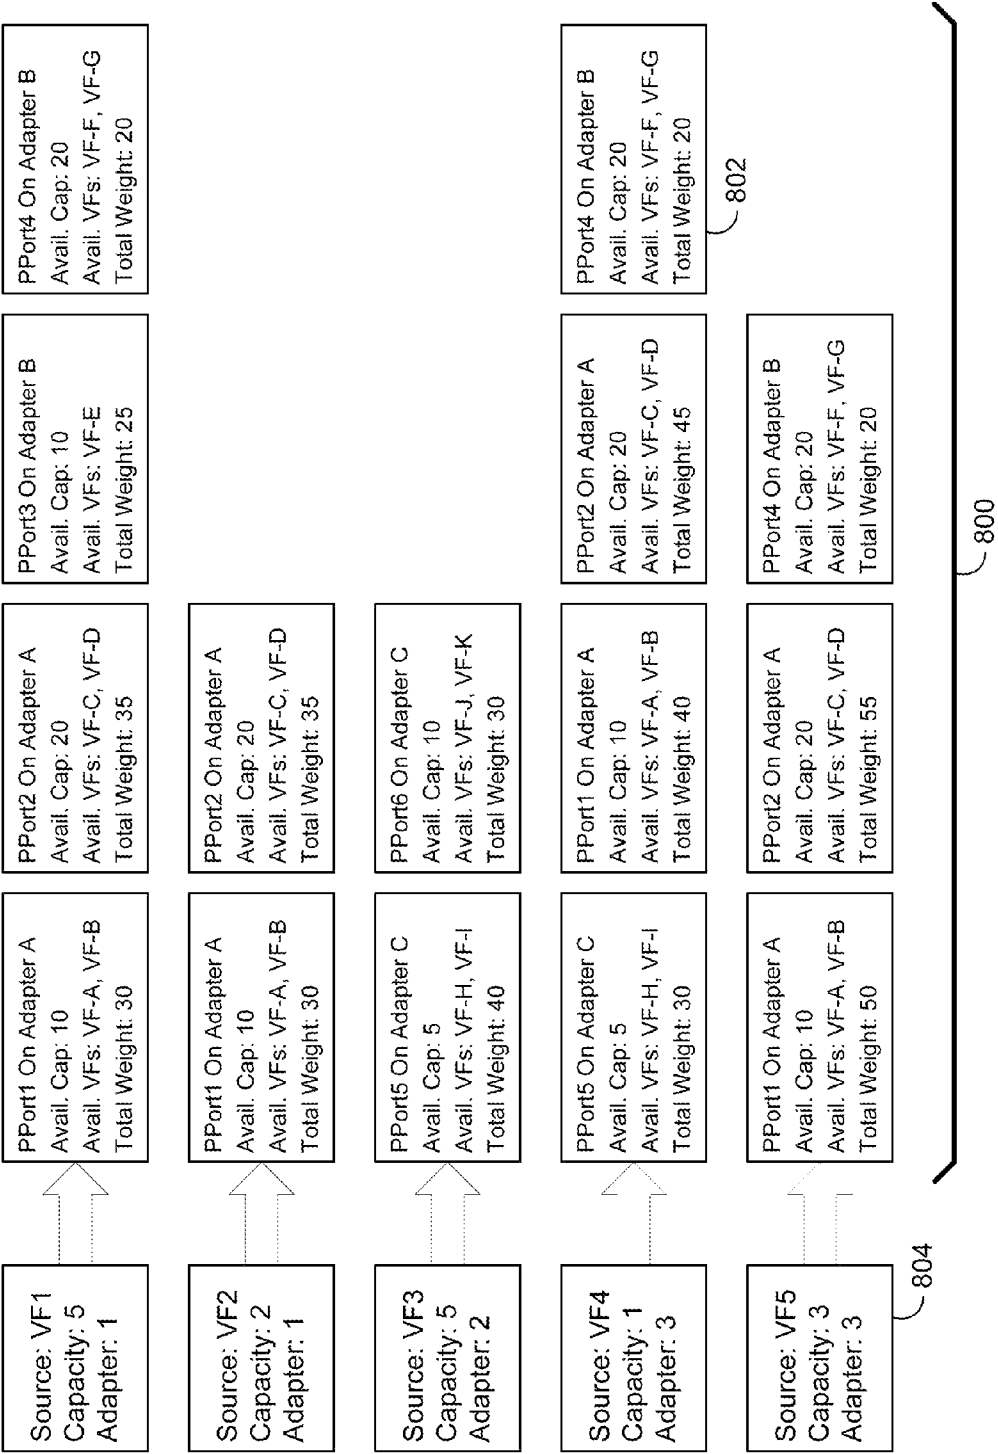 Source: VF1
Capacity: 5
Adapter: 1
PPort1 On Adapter A
Avail. Cap: 10
Avail. VFs: VF-A, VF-B
Total Weight: 30
PPort2 On Adapter A
Avail. Cap: 20
Avail. VFs: VF-C, VF-D
Total Weight: 35
PPort3 On Adapter B
Avail. Cap: 10
Avail. VFs: VF-E
Total Weight: 25
PPort4 On Adapter B
Avail. Cap: 20
Avail. VFs: VF-F, VF-G
Total Weight: 20
Source: VF2
Capacity: 2
Adapter: 1
PPort1 On Adapter A
Avail. Cap: 10
Avail. VFs: VF-A, VF-B
Total Weight: 30
PPort2 On Adapter A
Avail. Cap: 20
Avail. VFs: VF-C, VF-D
Total Weight: 35
Source: VF3
Capacity: 5
Adapter: 2
PPort5 On Adapter C
Avail. Cap: 5
Avail. VFs: VF-H, VF-I
Total Weight: 40
PPort6 On Adapter C
Avail. Cap: 10
Avail. VFs: VF-J, VF-K
Total Weight: 30
Source: VF4
Capacity: 1
Adapter: 3
PPort5 On Adapter C
Avail. Cap: 5
Avail. VFs: VF-H, VF-I
Total Weight: 30
PPort1 On Adapter A
Avail. Cap: 10
Avail. VFs: VF-A, VF-B
Total Weight: 40
PPort2 On Adapter A
Avail. Cap: 20
Avail. VFs: VF-C, VF-D
Total Weight: 45
PPort4 On Adapter B
Avail. Cap: 20
Avail. VFs: VF-F, VF-G
Total Weight: 20
802
Source: VF5
Capacity: 3
Adapter: 3
PPort1 On Adapter A
Avail. Cap: 10
Avail. VFs: VF-A, VF-B
Total Weight: 50
PPort2 On Adapter A
Avail. Cap: 20
Avail. VFs: VF-C, VF-D
Total Weight: 55
PPort4 On Adapter B
Avail. Cap: 20
Avail. VFs: VF-F, VF-G
Total Weight: 20
804
800